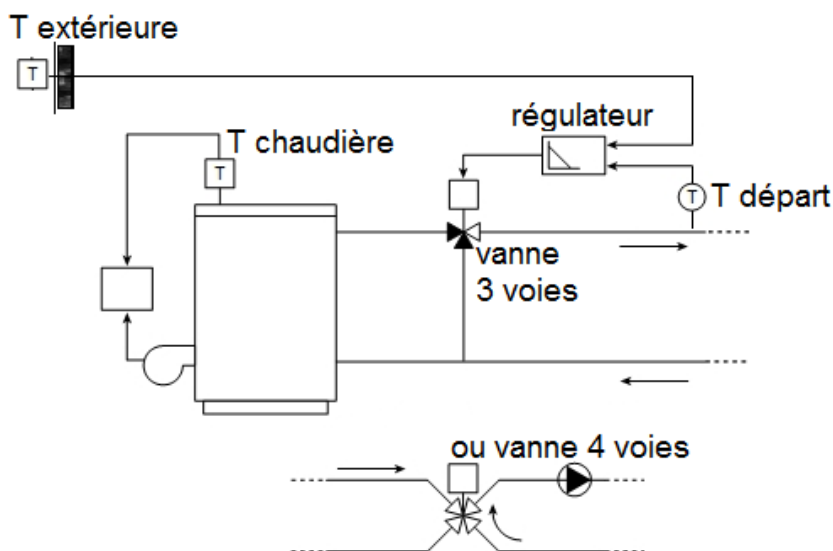 T extérieure
T
régulateur
T chaudière
T
T
T départ
vanne
3 voies
ou vanne 4 voies